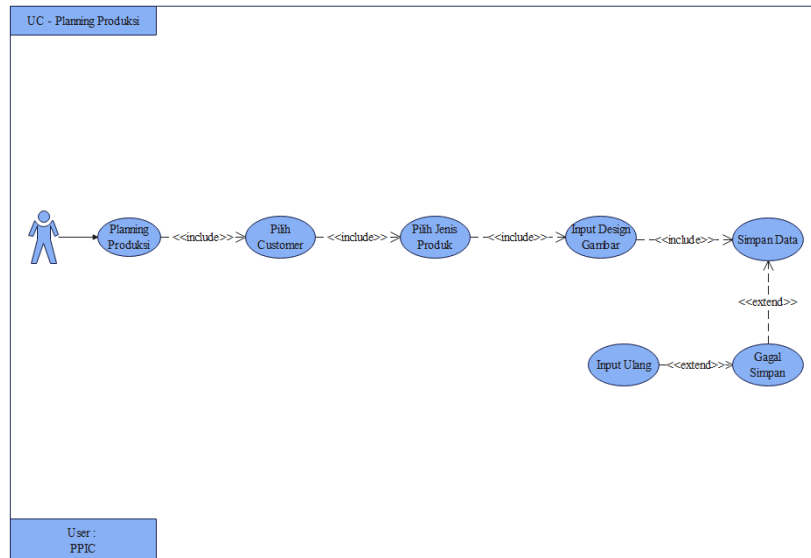 UC - Planning Produksi
Planning
Produksi
<<include>>
Pilih
Customer
<<include>>
Pilih Jenis
Produk
<<include>>
Input Design
Gambar
<<include>>
Simpan Data
<<extend>>
Input Ulang
<<extend>>
Gagal
Simpan
User :
PPIC